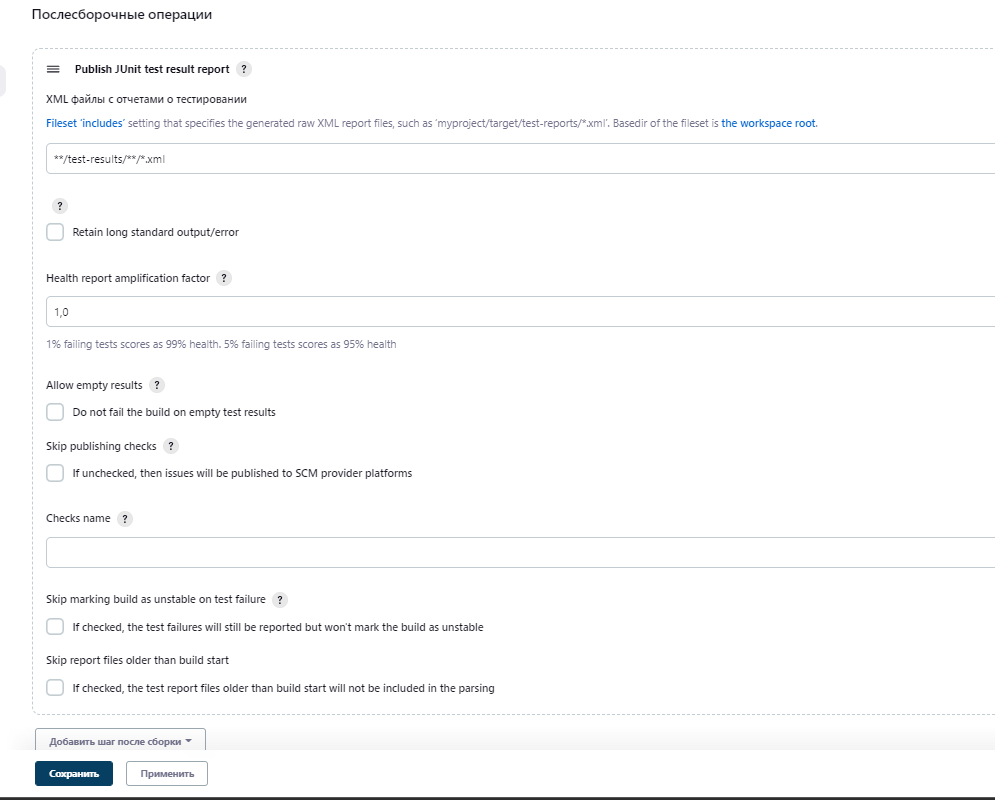 Послесборочные операции
Publish JUnit test result report ?
XML файлы с отчетами о тестировании
Fileset 'includes' setting that specifies the generated raw XML report files, such as 'myproject/target/test-reports/*.xml'. Basedir of the fileset is the workspace root.
**/test-results/**/*.xml
?
Retain long standard output/error
Health report amplification factor ?
1,0
1% failing tests scores as 99% health. 5% failing tests scores as 95% health
Allow empty results ?
Do not fail the build on empty test results
Skip publishing checks ?
If unchecked, then issues will be published to SCM provider platforms
Checks name ?
Skip marking build as unstable on test failure ?
If checked, the test failures will still be reported but won't mark the build as unstable
Skip report files older than build start
If checked, the test report files older than build start will not be included in the parsing
Добавить шаг после сборки
Сохранить Применить